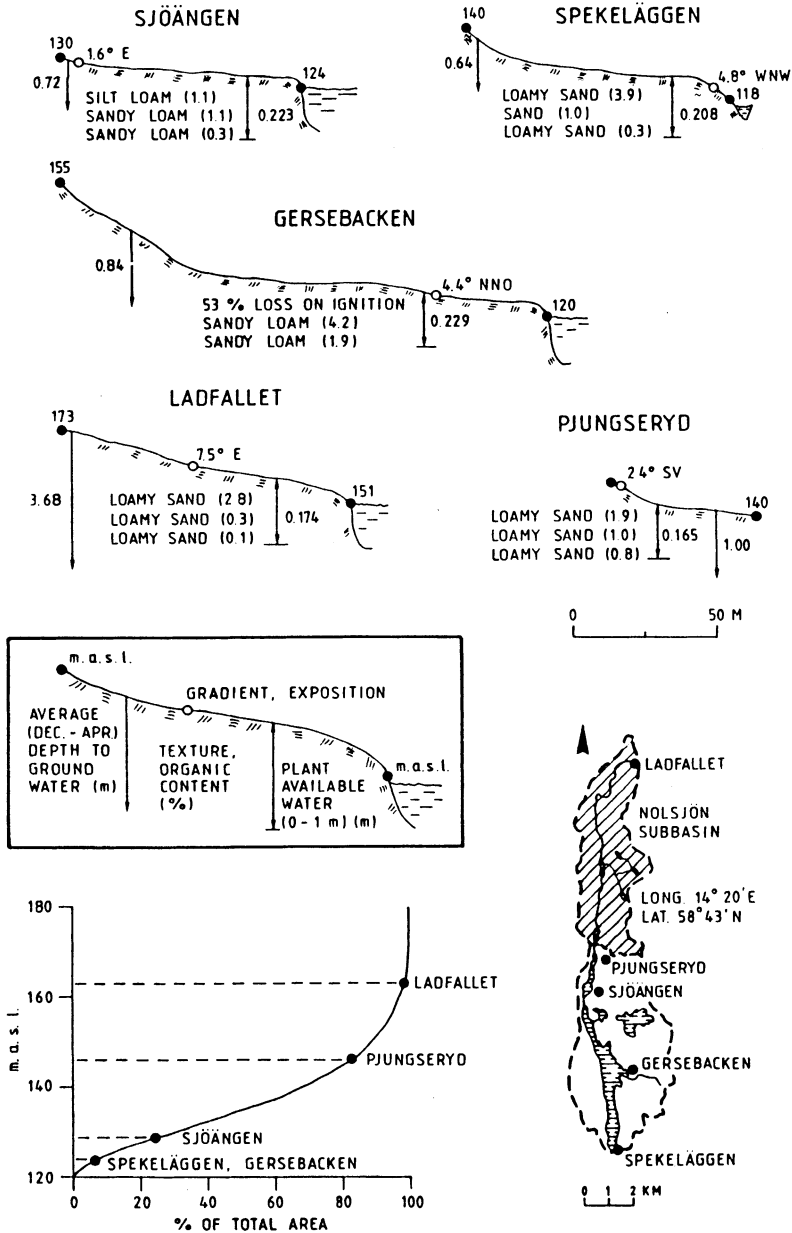 SJÖÄNGEN
130
1.6° E
0.72
124
SILT LOAM (1.1)
SANDY LOAM (1.1)
SANDY LOAM (0.3)
0.223
SPEKELÄGGEN
140
0.64
4.8° WNW
118
LOAMY SAND (3.9)
SAND (1.0)
LOAMY SAND (0.3)
0.208
GERSEBACKEN
155
0.84
4.4° NNO
120
53 % LOSS ON IGNITION
SANDY LOAM (4.2)
SANDY LOAM (1.9)
0.229
LADFALLET
173
7.5° E
3.68
151
LOAMY SAND (2.8)
LOAMY SAND (0.3)
LOAMY SAND (0.1)
0.174
PJUNGSERYD
24° SV
140
LOAMY SAND (1.9)
LOAMY SAND (1.0)
LOAMY SAND (0.8)
0.165
1.00
0 50 M
m.a.s.l.
GRADIENT, EXPOSITION
AVERAGE
(DEC.-APR.)
DEPTH TO
GROUND
WATER (m)
TEXTURE,
ORGANIC
CONTENT
(%)
PLANT
AVAILABLE
WATER
(0-1 m) (m)
m.a.s.l.
LADFALLET
NOLSJÖN
SUBBASIN
LONG. 14° 20'E
LAT. 58° 43'N
PJUNGSERYD
SJÖÄNGEN
GERSEBACKEN
SPEKELÄGGEN
0 1 2 KM
m.a.s.l.
180
160
140
120
LADFALLET
PJUNGSERYD
SJÖÄNGEN
SPEKELÄGGEN, GERSEBACKEN
0 20 40 60 80 100
% OF TOTAL AREA